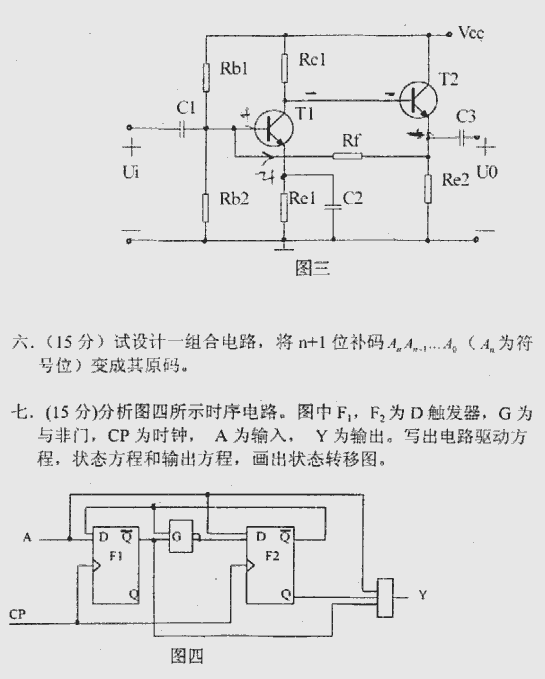 Vcc
Rb1
Rc1
T2
C1
T1
C3
Rf
Ui
U0
Rb2
Re1
C2
Re2
图三
六.（15 分）试设计一组合电路，将 n+1 位补码 AₙAₙ₋₁...A₀（ Aₙ 为符
号位）变成其原码。
七.(15 分)分析图四所示时序电路。图中 F₁，F₂ 为 D 触发器，G 为
与非门，CP 为时钟， A 为输入， Y 为输出。写出电路驱动方
程，状态方程和输出方程，画出状态转移图。
A
D Q̅
F1
Q
G
D Q̅
F2
Q
Y
CP
图四